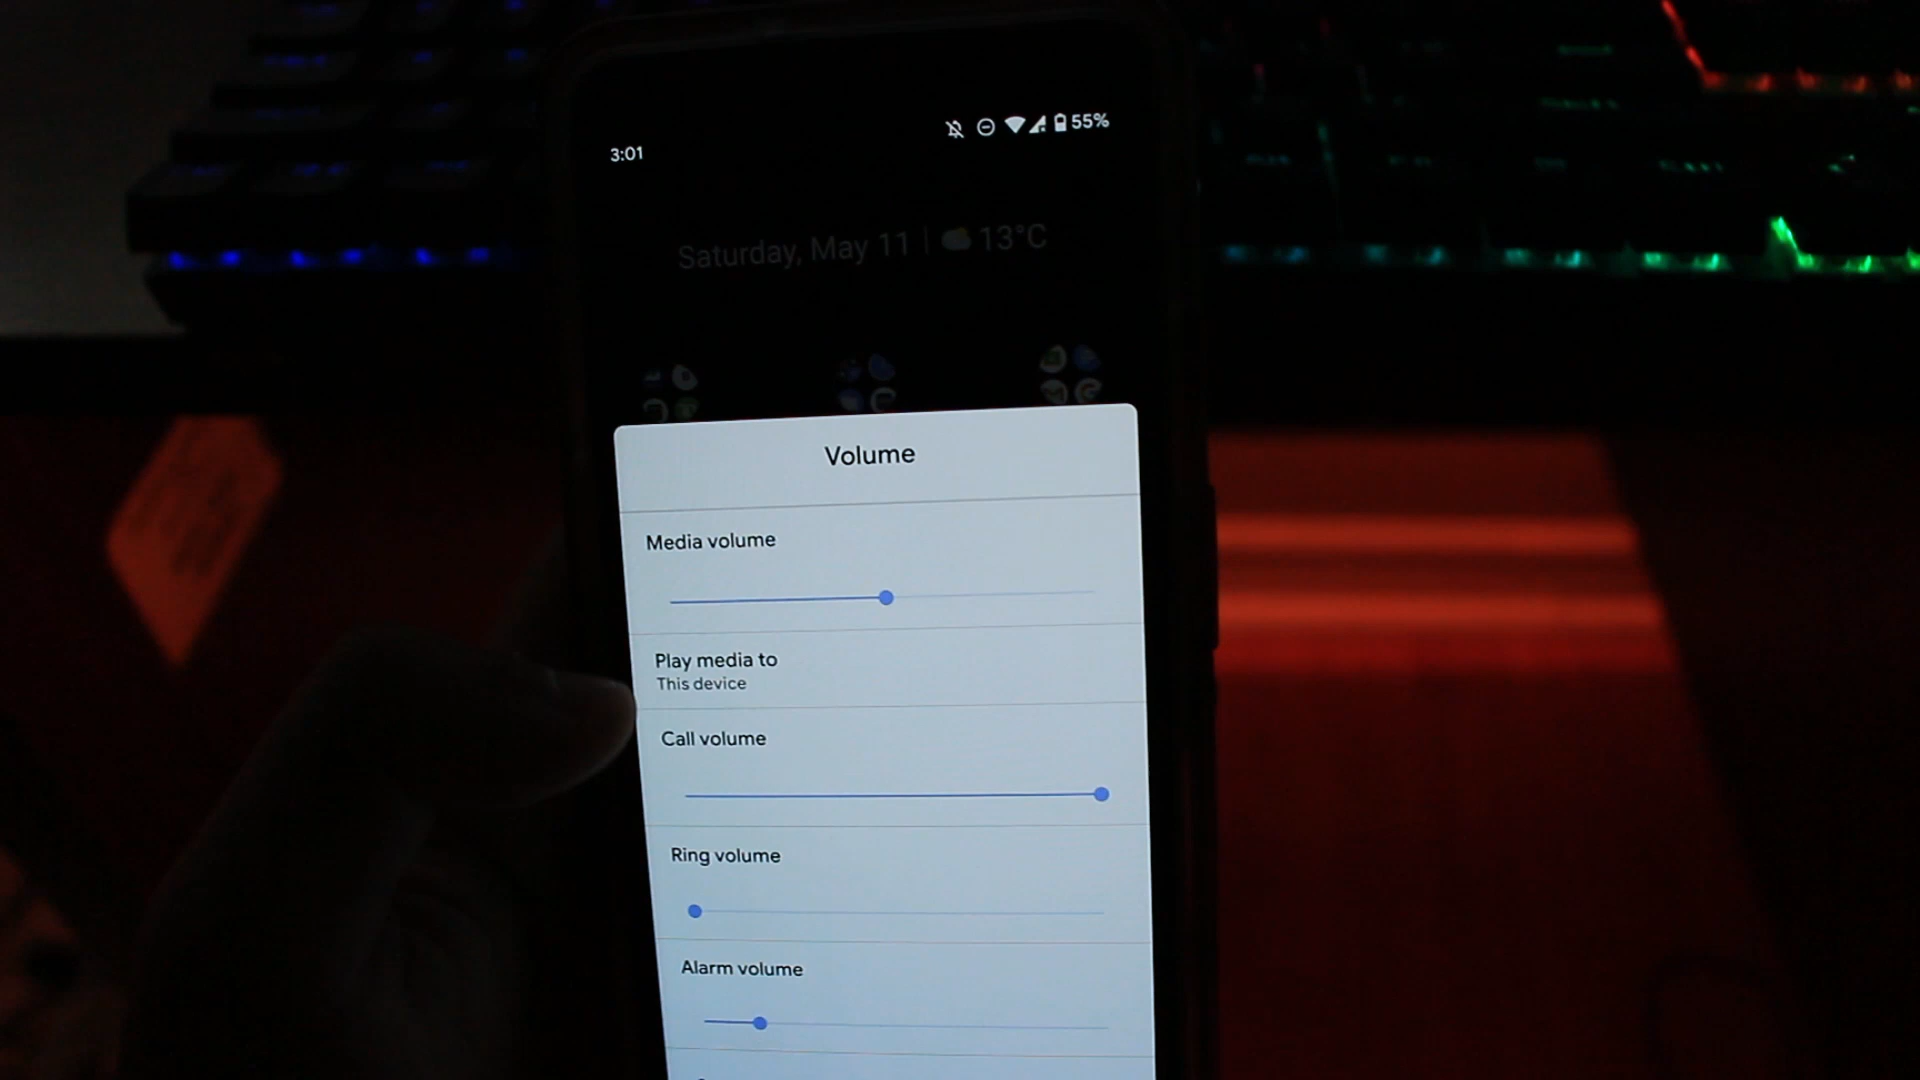 3:01
55%
Saturday, May 11 | 13°C
Volume
Media volume
Play media to
This device
Call volume
Ring volume
Alarm volume